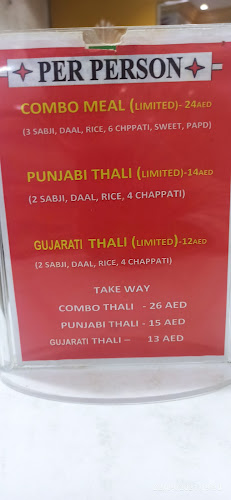 PER PERSON
COMBO MEAL (LIMITED)- 24AED
(3 SABJI, DAAL, RICE, 6 CHPPATI, SWEET, PAPD)
PUNJABI THALI (LIMITED)-14AED
(2 SABJI, DAAL, RICE, 4 CHAPPATI)
GUJARATI THALI (LIMITED)-12AED
(2 SABJI, DAAL, RICE, 4 CHAPPATI)
TAKE WAY
COMBO THALI - 26 AED
PUNJABI THALI - 15 AED
GUJARATI THALI – 13 AED